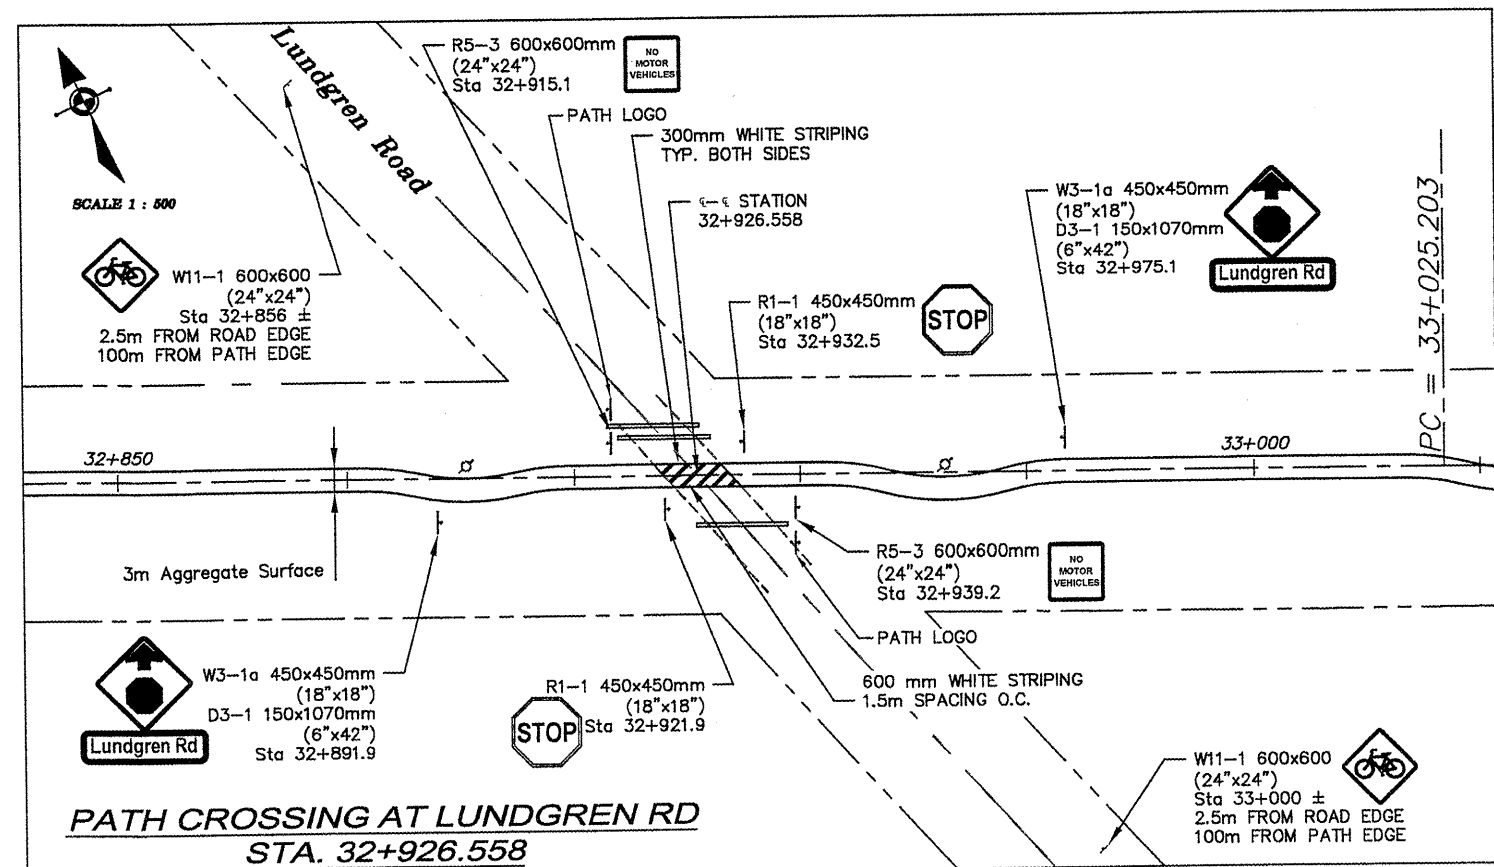 Lundgren Road
R5-3 600x600mm
(24"x24")
Sta 32+915.1
NO
MOTOR
VEHICLES
PATH LOGO
300mm WHITE STRIPING
TYP. BOTH SIDES
℄-℄ STATION
32+926.558
SCALE 1 : 500
W11-1 600x600
(24"x24")
Sta 32+856 ±
2.5m FROM ROAD EDGE
100m FROM PATH EDGE
R1-1 450x450mm
(18"x18")
Sta 32+932.5
STOP
W3-1a 450x450mm
(18"x18")
D3-1 150x1070mm
(6"x42")
Sta 32+975.1
Lundgren Rd
PC = 33+025.203
32+850
33+000
3m Aggregate Surface
R5-3 600x600mm
(24"x24")
Sta 32+939.2
NO
MOTOR
VEHICLES
PATH LOGO
600 mm WHITE STRIPING
1.5m SPACING O.C.
W3-1a 450x450mm
(18"x18")
D3-1 150x1070mm
(6"x42")
Sta 32+891.9
Lundgren Rd
R1-1 450x450mm
(18"x18")
Sta 32+921.9
STOP
W11-1 600x600
(24"x24")
Sta 33+000 ±
2.5m FROM ROAD EDGE
100m FROM PATH EDGE
PATH CROSSING AT LUNDGREN RD
STA. 32+926.558